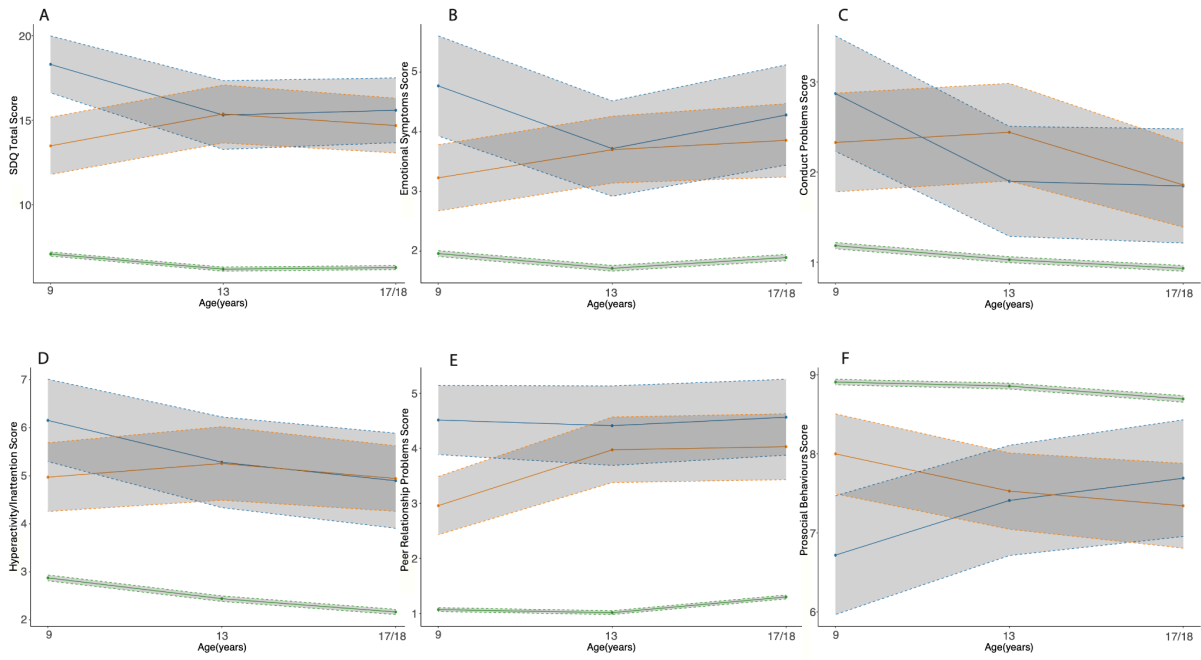 A
SDQ Total Score
20
15
10
9
13
17/18
Age(years)
B
Emotional Symptoms Score
5
4
3
2
9
13
17/18
Age(years)
C
Conduct Problems Score
3
2
1
9
13
17/18
Age(years)
D
Hyperactivity/Inattention Score
7
6
5
4
3
2
9
13
17/18
Age(years)
E
Peer Relationship Problems Score
5
4
3
2
1
9
13
17/18
Age(years)
F
Prosocial Behaviours Score
9
8
7
6
9
13
17/18
Age(years)